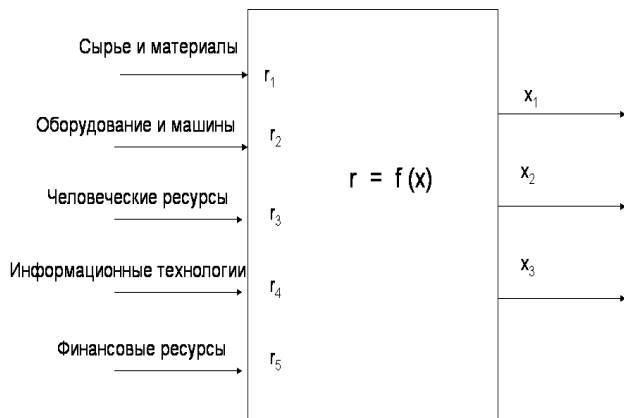 Сырье и материалы
r1
x1
Оборудование и машины
r2
r = f (x)
x2
Человеческие ресурсы
r3
Информационные технологии
x3
r4
Финансовые ресурсы
r5